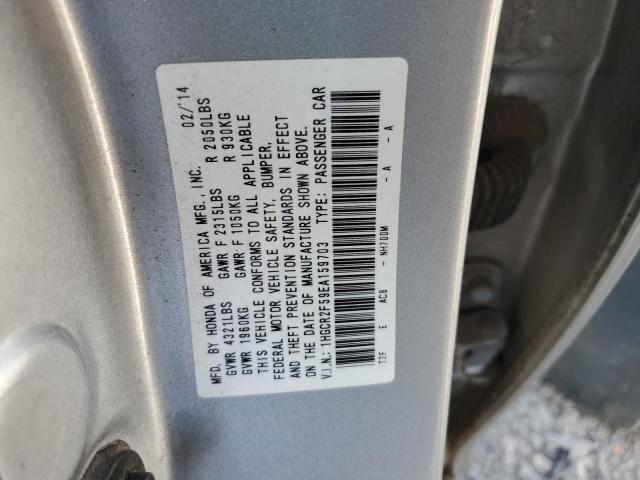 MFD. BY HONDA OF AMERICA MFG., INC. 02/'14
GVWR 4321LBS GAWR F 2315LBS R 2050LBS
GVWR 1960KG GAWR F 1050KG R 930KG
THIS VEHICLE CONFORMS TO ALL APPLICABLE
FEDERAL MOTOR VEHICLE SAFETY, BUMPER,
AND THEFT PREVENTION STANDARDS IN EFFECT
ON THE DATE OF MANUFACTURE SHOWN ABOVE.
V.I.N.: 1HGCR2F59EA159703 TYPE: PASSENGER CAR
T2F E AC8 - NH700M - A - A